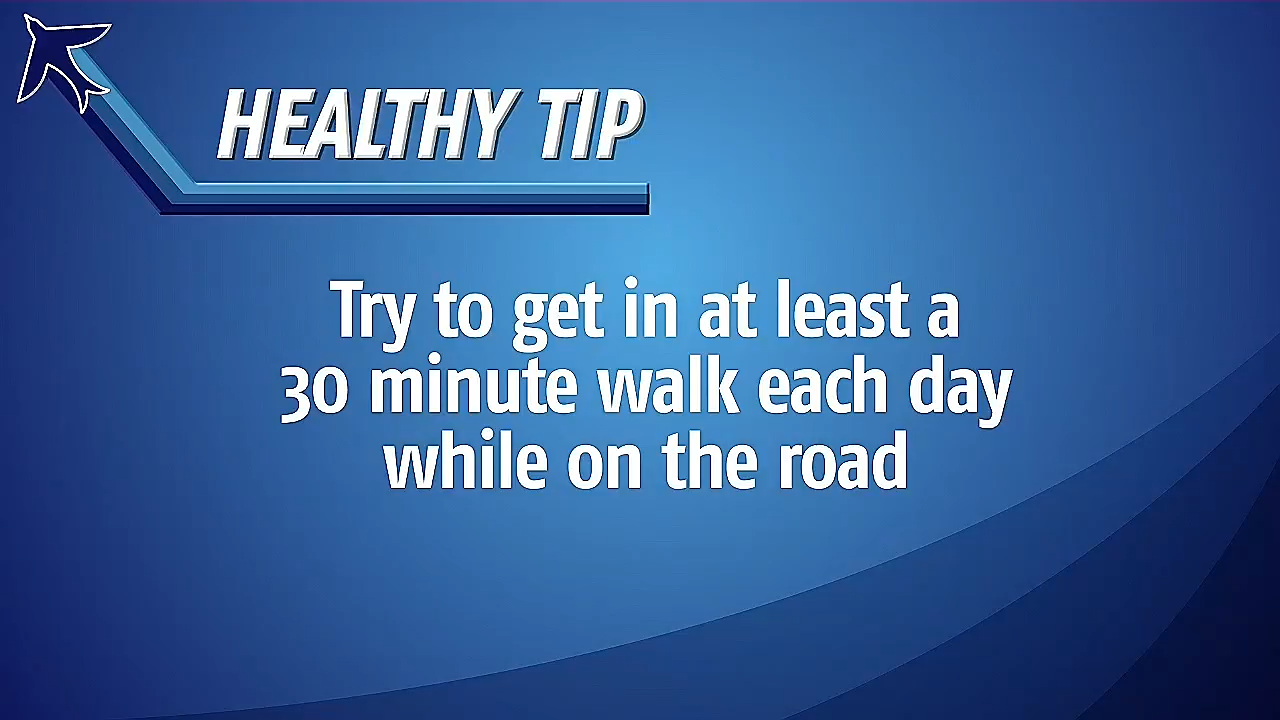 HEALTHY TIP
Try to get in at least a
30 minute walk each day
while on the road